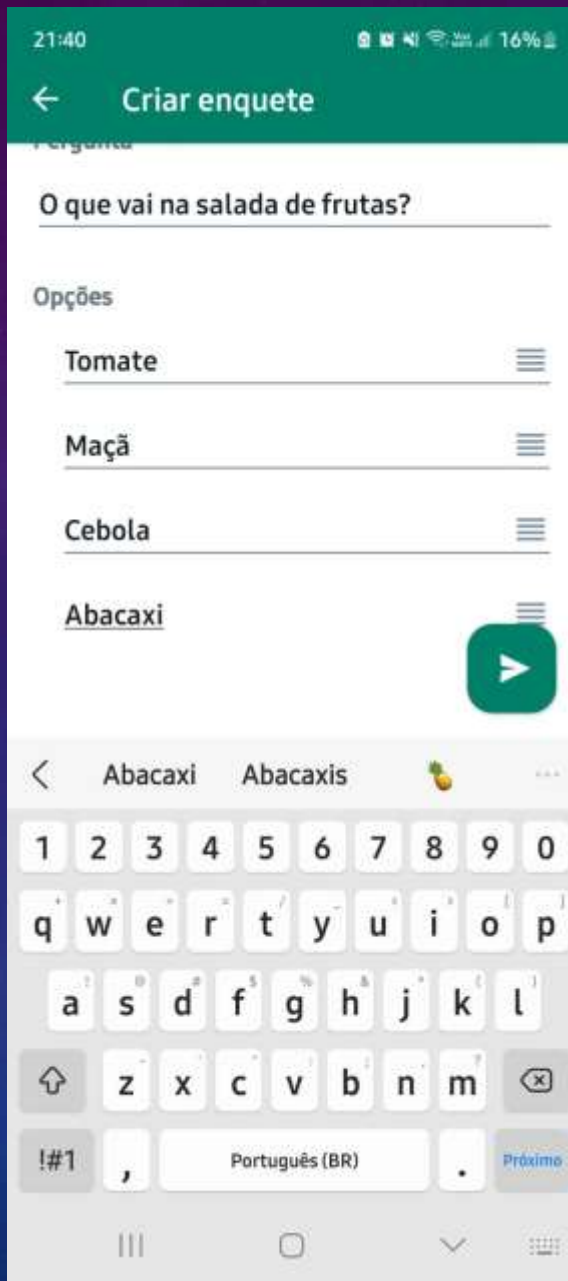 21:40 16%
Criar enquete
Pergunta
O que vai na salada de frutas?
Opções
Tomate
Maçã
Cebola
Abacaxi
Abacaxi Abacaxis
1 2 3 4 5 6 7 8 9 0
q w e r t y u i o p
a s d f g h j k l
z x c v b n m
!#1 , Português (BR) . Próximo